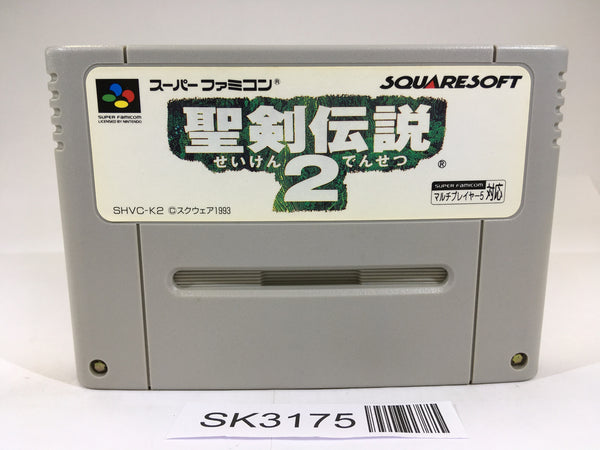 スーパーファミコン®
SQUARESOFT
SUPER FAMICOM
LICENSED BY NINTENDO
聖剣伝説
せいけん でんせつ
2
®
SHVC-K2 ©スクウェア1993
SUPER FAMICOM
マルチプレイヤー5 対応
SK3175